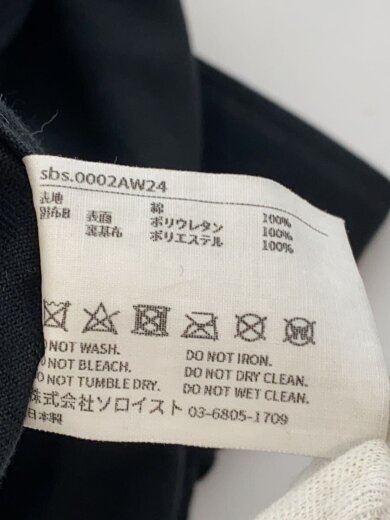 sbs.0002AW24
表地 綿 100%
別布B 表面 ポリウレタン 100%
裏基布 ポリエステル 100%
DO NOT WASH. DO NOT IRON.
DO NOT BLEACH. DO NOT DRY CLEAN.
DO NOT TUMBLE DRY. DO NOT WET CLEAN.
株式会社ソロイスト 03-6805-1709
日本製